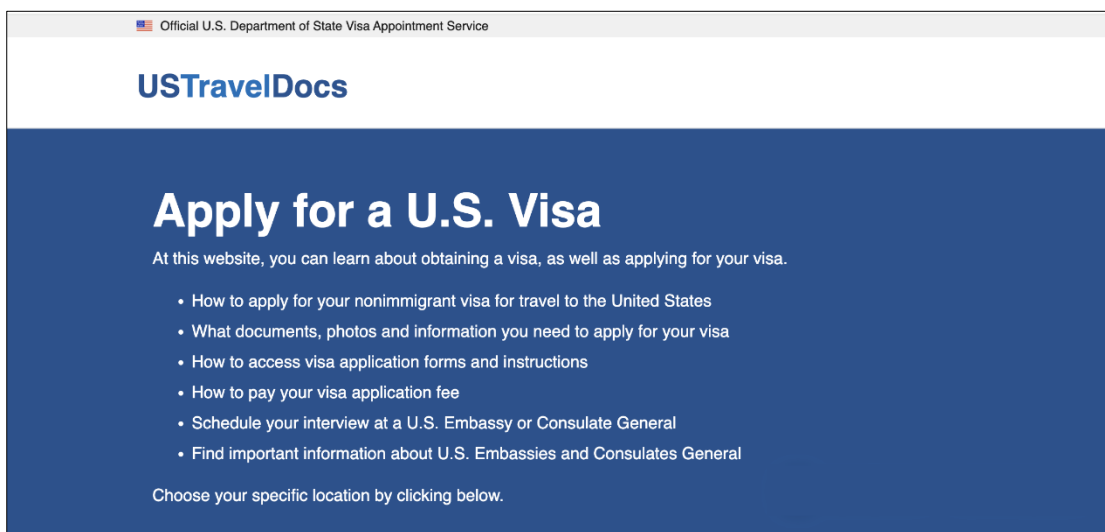 Official U.S. Department of State Visa Appointment Service
USTravelDocs
Apply for a U.S. Visa
At this website, you can learn about obtaining a visa, as well as applying for your visa.
• How to apply for your nonimmigrant visa for travel to the United States
• What documents, photos and information you need to apply for your visa
• How to access visa application forms and instructions
• How to pay your visa application fee
• Schedule your interview at a U.S. Embassy or Consulate General
• Find important information about U.S. Embassies and Consulates General
Choose your specific location by clicking below.